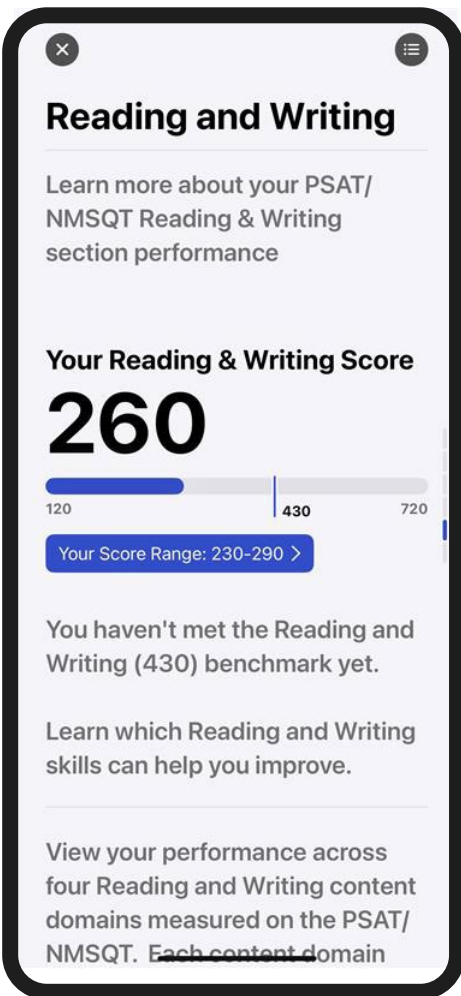 Reading and Writing
Learn more about your PSAT/
NMSQT Reading & Writing
section performance
Your Reading & Writing Score
260
120
430
720
Your Score Range: 230-290 >
You haven't met the Reading and
Writing (430) benchmark yet.
Learn which Reading and Writing
skills can help you improve.
View your performance across
four Reading and Writing content
domains measured on the PSAT/
NMSQT. Each content domain